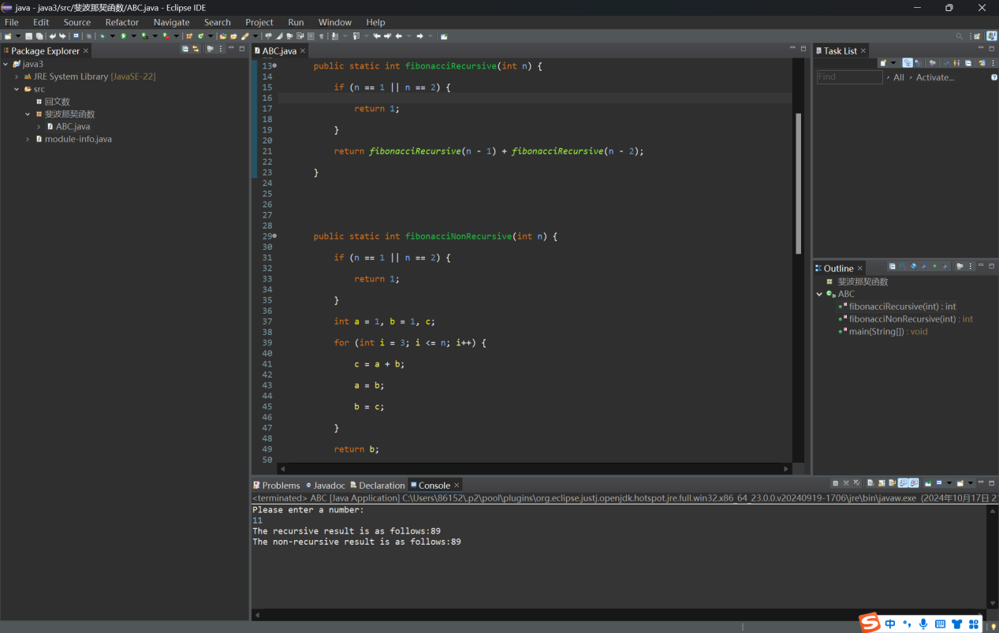 java - java3/src/斐波那契函数/ABC.java - Eclipse IDE
File Edit Source Refactor Navigate Search Project Run Window Help
Package Explorer
java3
JRE System Library [JavaSE-22]
src
回文数
斐波那契函数
ABC.java
module-info.java
ABC.java
13 public static int fibonacciRecursive(int n) {
14
15 if (n == 1 || n == 2) {
16
17 return 1;
18
19 }
20
21 return fibonacciRecursive(n - 1) + fibonacciRecursive(n - 2);
22
23 }
24
25
26
27
28
29 public static int fibonacciNonRecursive(int n) {
30
31 if (n == 1 || n == 2) {
32
33 return 1;
34
35 }
36
37 int a = 1, b = 1, c;
38
39 for (int i = 3; i <= n; i++) {
40
41 c = a + b;
42
43 a = b;
44
45 b = c;
46
47 }
48
49 return b;
50
Task List
Find All Activate...
Outline
斐波那契函数
ABC
fibonacciRecursive(int) : int
fibonacciNonRecursive(int) : int
main(String[]) : void
Problems Javadoc Declaration Console
<terminated> ABC [Java Application] C:\Users\86152\.p2\pool\plugins\org.eclipse.justj.openjdk.hotspot.jre.full.win32.x86_64_23.0.0.v20240919-1706\jre\bin\javaw.exe (2024年10月17日 2
Please enter a number:
11
The recursive result is as follows:89
The non-recursive result is as follows:89
S 中